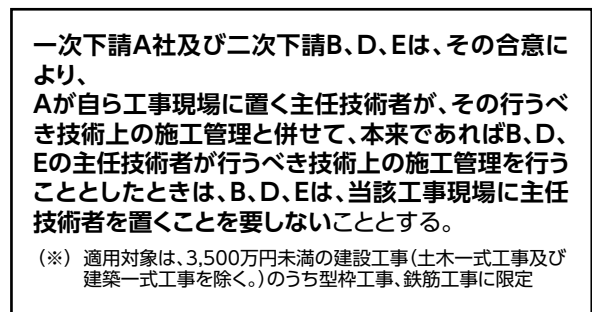 一次下請A社及び二次下請B、D、Eは、その合意に
より、
Aが自ら工事現場に置く主任技術者が、その行うべ
き技術上の施工管理と併せて、本来であればB、D、
Eの主任技術者が行うべき技術上の施工管理を行う
こととしたときは、B、D、Eは、当該工事現場に主任
技術者を置くことを要しないこととする。
(※) 適用対象は、3,500万円未満の建設工事(土木一式工事及び
建築一式工事を除く。)のうち型枠工事、鉄筋工事に限定